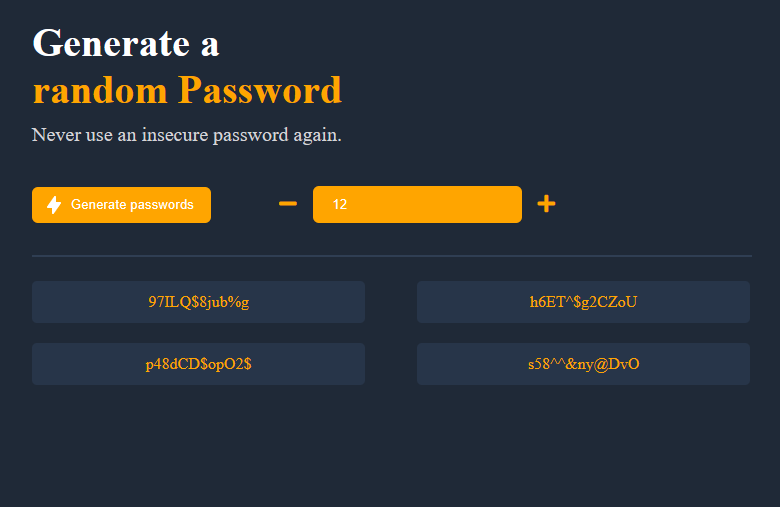 Generate a
random Password
Never use an insecure password again.
Generate passwords
12
97ILQ$8jub%g
h6ET^$g2CZoU
p48dCD$opO2$
s58^^&ny@DvO